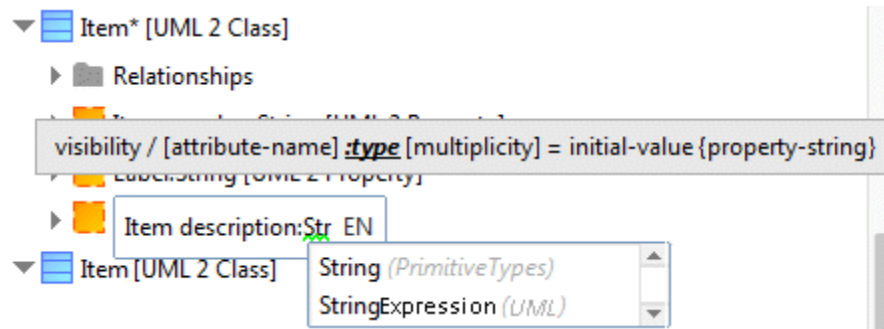 Item* [UML 2 Class]
Relationships
visibility / [attribute-name] :type [multiplicity] = initial-value {property-string}
Label:String [UML 2 Property]
Item description:Str EN
Item [UML 2 Class]
String (PrimitiveTypes)
StringExpression (UML)